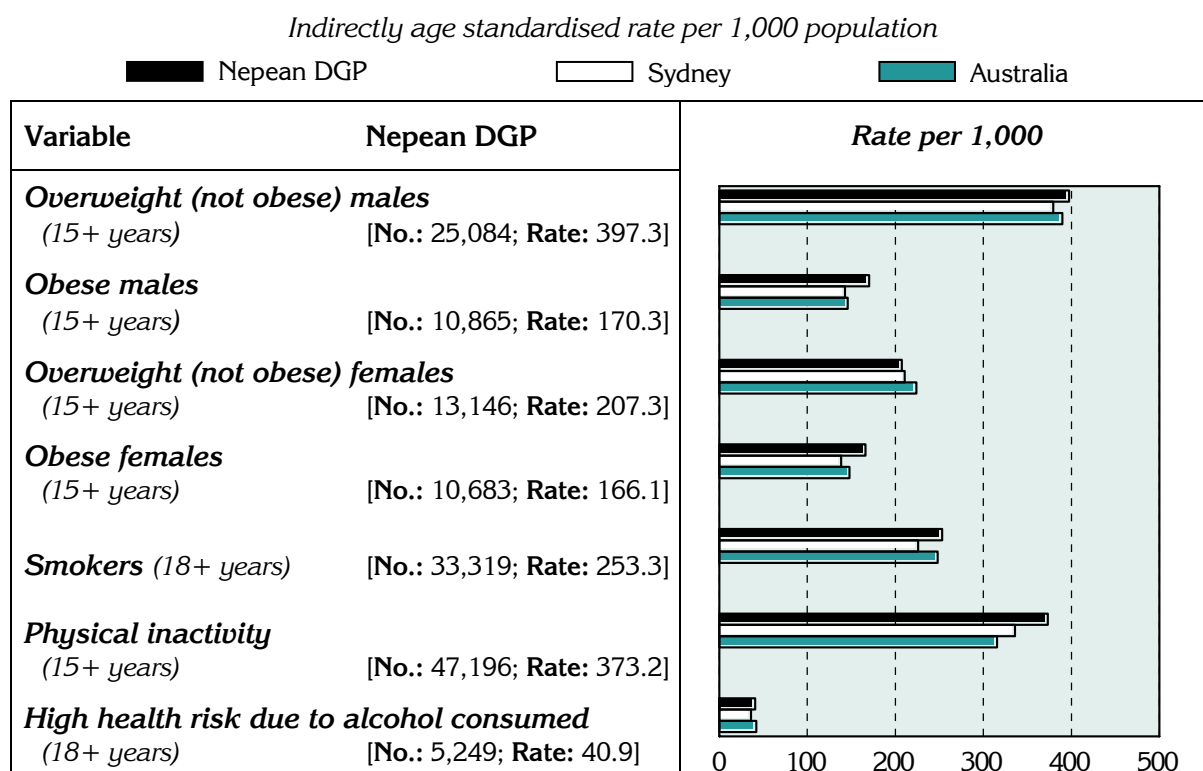 Indirectly age standardised rate per 1,000 population
Nepean DGP Sydney Australia
Variable Nepean DGP Rate per 1,000
Overweight (not obese) males
(15+ years) [No.: 25,084; Rate: 397.3]
Obese males
(15+ years) [No.: 10,865; Rate: 170.3]
Overweight (not obese) females
(15+ years) [No.: 13,146; Rate: 207.3]
Obese females
(15+ years) [No.: 10,683; Rate: 166.1]
Smokers (18+ years) [No.: 33,319; Rate: 253.3]
Physical inactivity
(15+ years) [No.: 47,196; Rate: 373.2]
High health risk due to alcohol consumed
(18+ years) [No.: 5,249; Rate: 40.9]
0 100 200 300 400 500